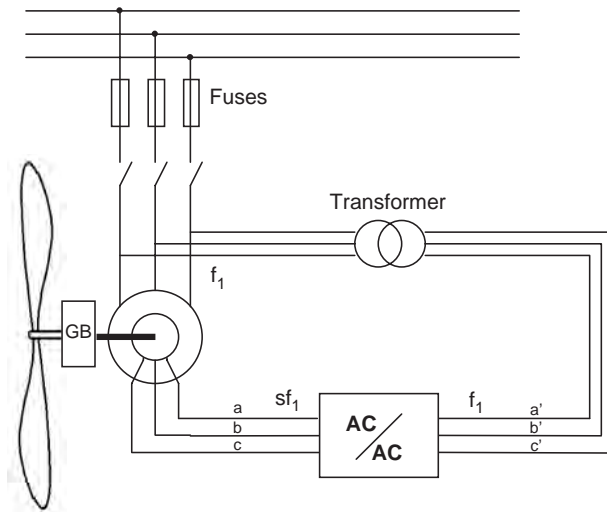 Fuses
Transformer
f₁
GB
sf₁
f₁
a
a'
b
b'
c
c'
AC
AC